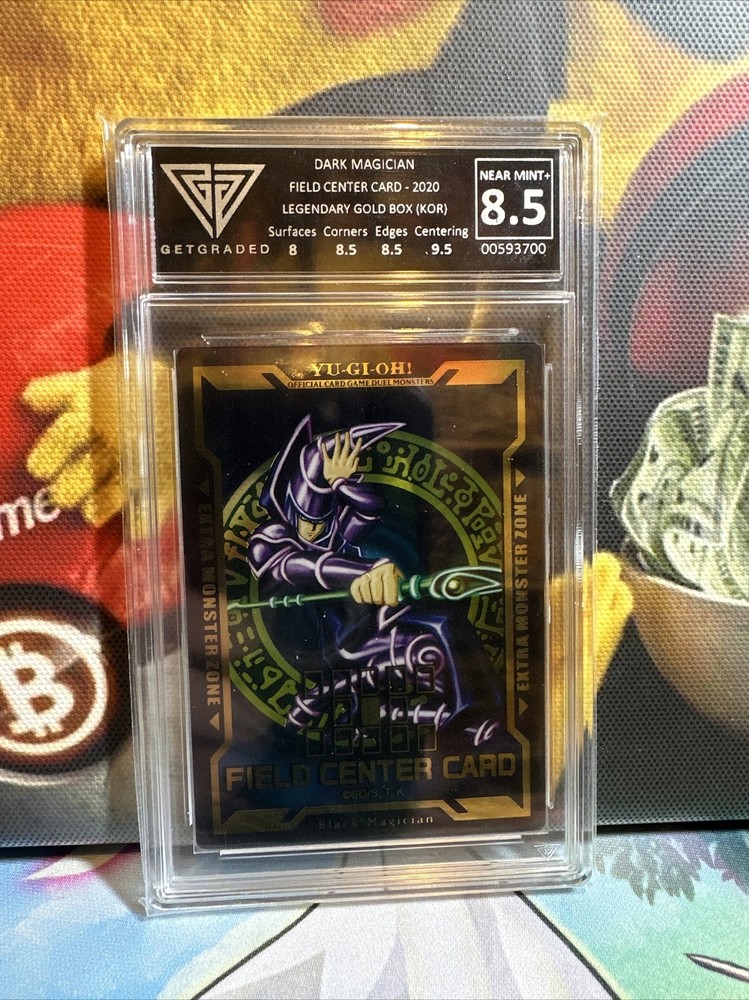 DARK MAGICIAN
FIELD CENTER CARD - 2020
LEGENDARY GOLD BOX (KOR)
Surfaces Corners Edges Centering
8 8.5 8.5 .9.5
GETGRADED
NEAR MINT+
8.5
00593700
YU-GI-OH!
OFFICIAL CARD GAME DUEL MONSTERS
EXTRA MONSTER ZONE
EXTRA MONSTER ZONE
FIELD CENTER CARD
©SD/S, T, K
Black Magician
me